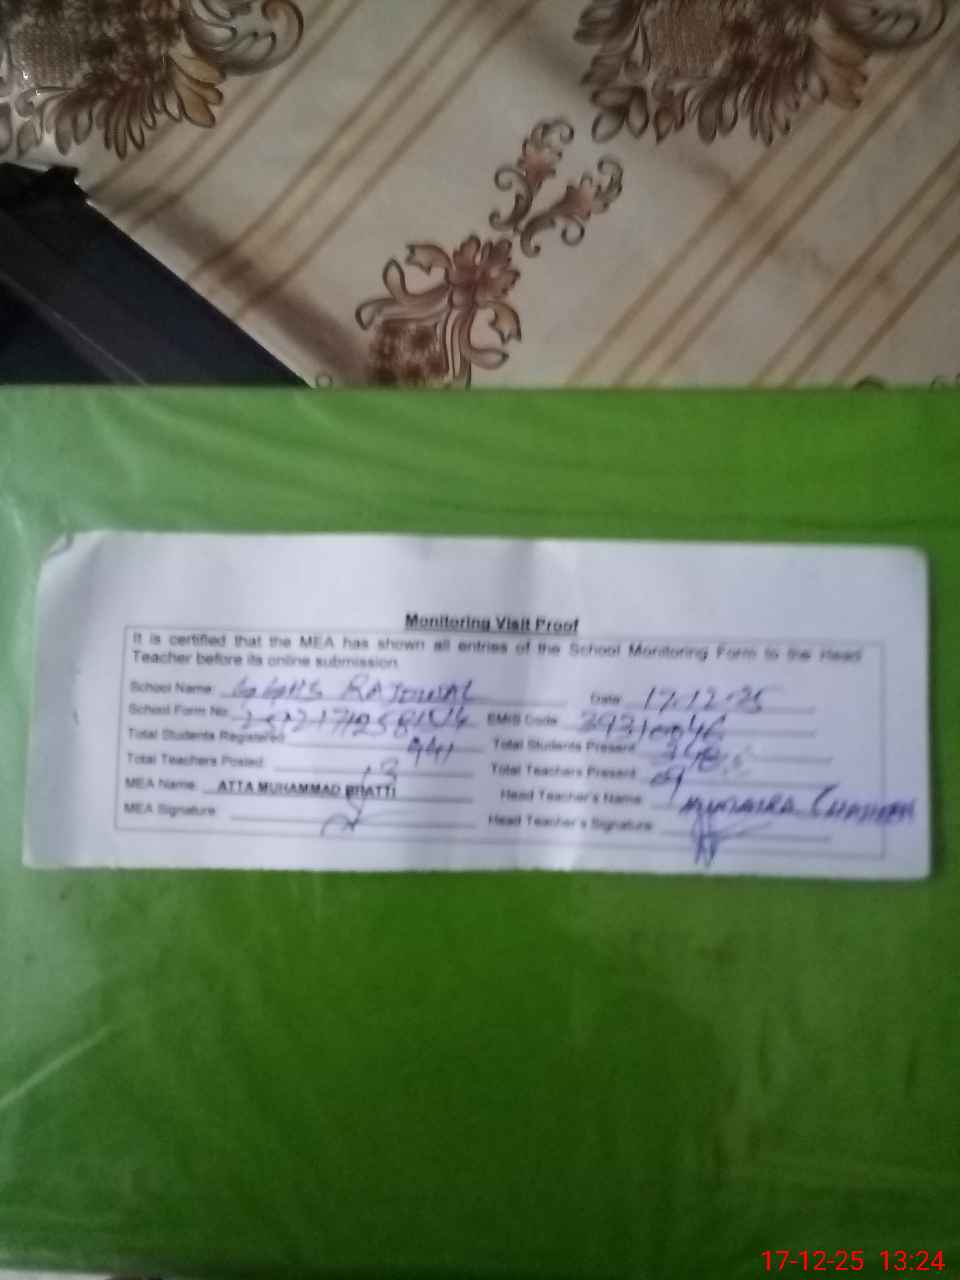 Monitoring Visit Proof
It is certified that the MEA has shown all entries of the School Monitoring Form to the Head
Teacher before its online submission.
School Name: GGHS RAJOWAL Date: 17-12-25
School Form No. EMIS Code:
Total Students Registered: 941 Total Students Present:
Total Teachers Posted: 13 Total Teachers Present:
MEA Name: ATTA MUHAMMAD BHATTI Head Teacher's Name:
MEA Signature: Head Teacher's Signature:
17-12-25 13:24